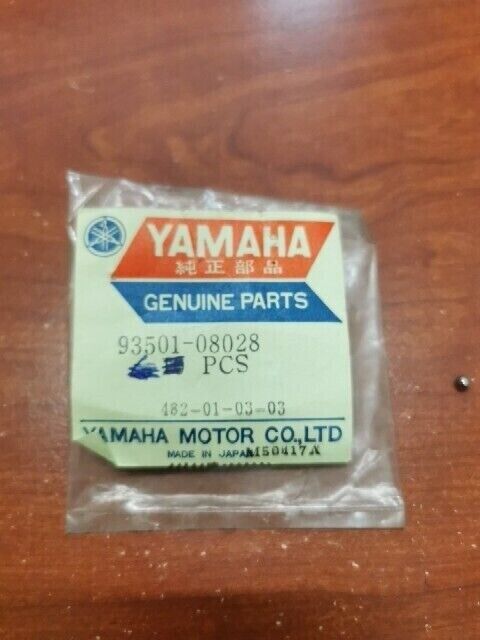 YAMAHA
純正部品
GENUINE PARTS
93501-08028
PCS
482-01-03-03
YAMAHA MOTOR CO.,LTD
MADE IN JAPAN M50417A